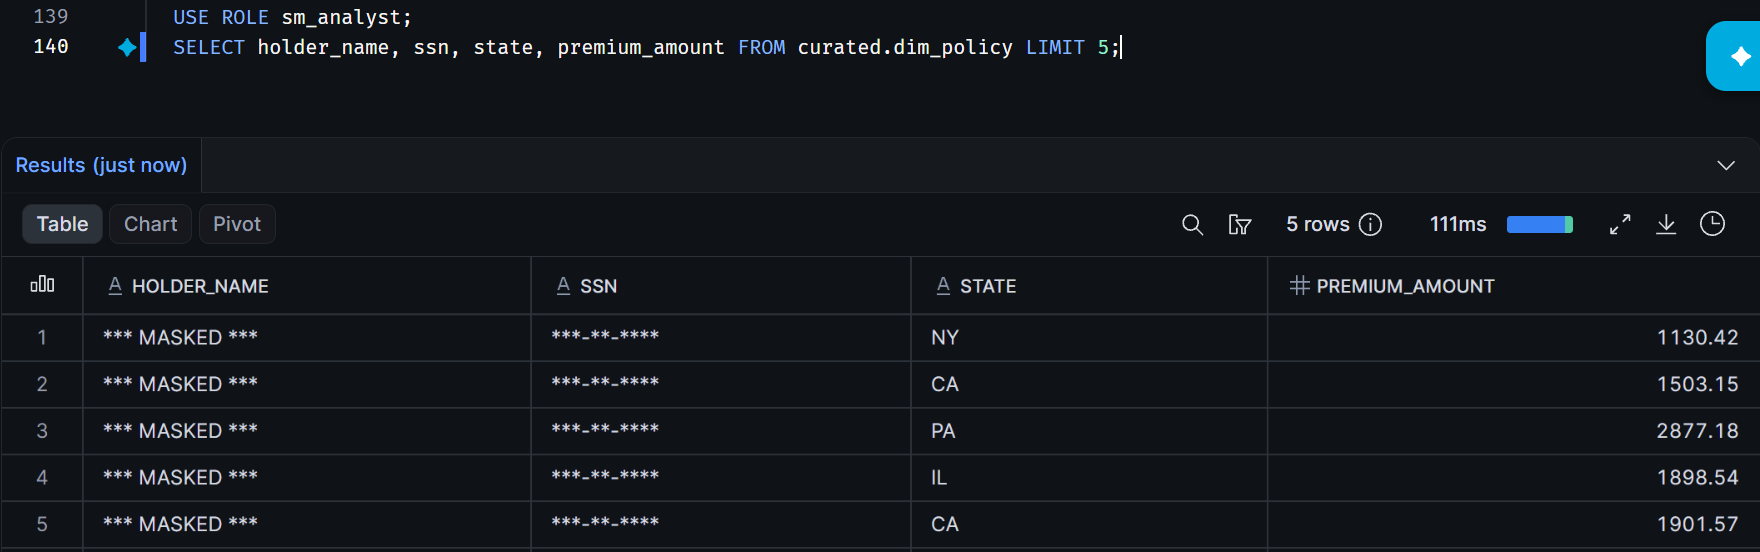 139 USE ROLE sm_analyst;
140 SELECT holder_name, ssn, state, premium_amount FROM curated.dim_policy LIMIT 5;
Results (just now)
Table Chart Pivot 5 rows 111ms
A HOLDER_NAME A SSN A STATE # PREMIUM_AMOUNT
1 *** MASKED *** ***-**-**** NY 1130.42
2 *** MASKED *** ***-**-**** CA 1503.15
3 *** MASKED *** ***-**-**** PA 2877.18
4 *** MASKED *** ***-**-**** IL 1898.54
5 *** MASKED *** ***-**-**** CA 1901.57